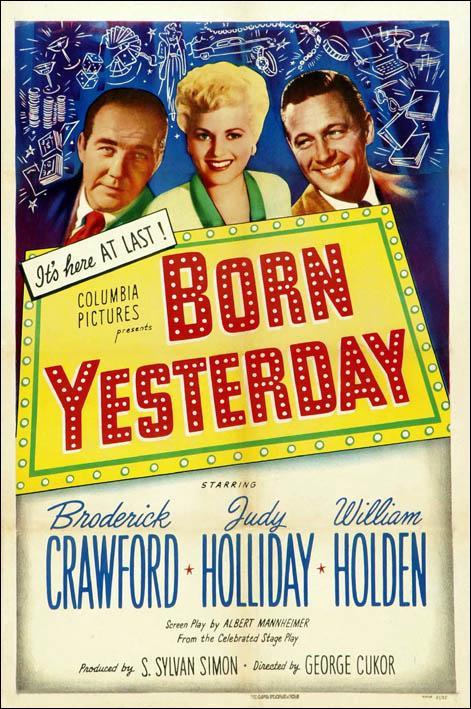 It's here AT LAST!
COLUMBIA
PICTURES
presents
BORN
YESTERDAY
STARRING
Broderick Judy William
CRAWFORD * HOLLIDAY * HOLDEN
Screen Play by ALBERT MANNHEIMER
From the Celebrated Stage Play
Produced by S. SYLVAN SIMON · Directed by GEORGE CUKOR